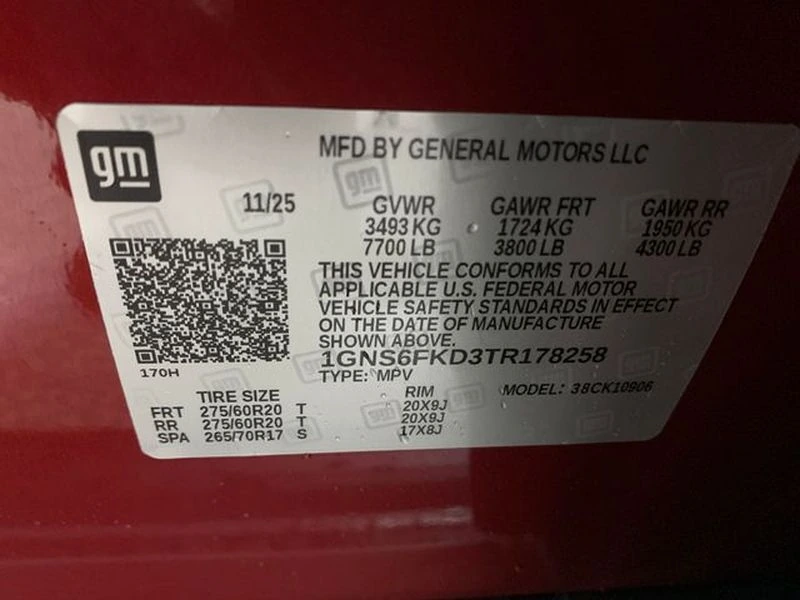 gm
MFD BY GENERAL MOTORS LLC
11/25 GVWR GAWR FRT GAWR RR
3493 KG 1724 KG 1950 KG
7700 LB 3800 LB 4300 LB
THIS VEHICLE CONFORMS TO ALL
APPLICABLE U.S. FEDERAL MOTOR
VEHICLE SAFETY STANDARDS IN EFFECT
ON THE DATE OF MANUFACTURE
SHOWN ABOVE.
1GNS6FKD3TR178258
170H
TYPE: MPV MODEL: 38CK10906
TIRE SIZE RIM
FRT 275/60R20 T 20X9J
RR 275/60R20 T 20X9J
SPA 265/70R17 S 17X8J